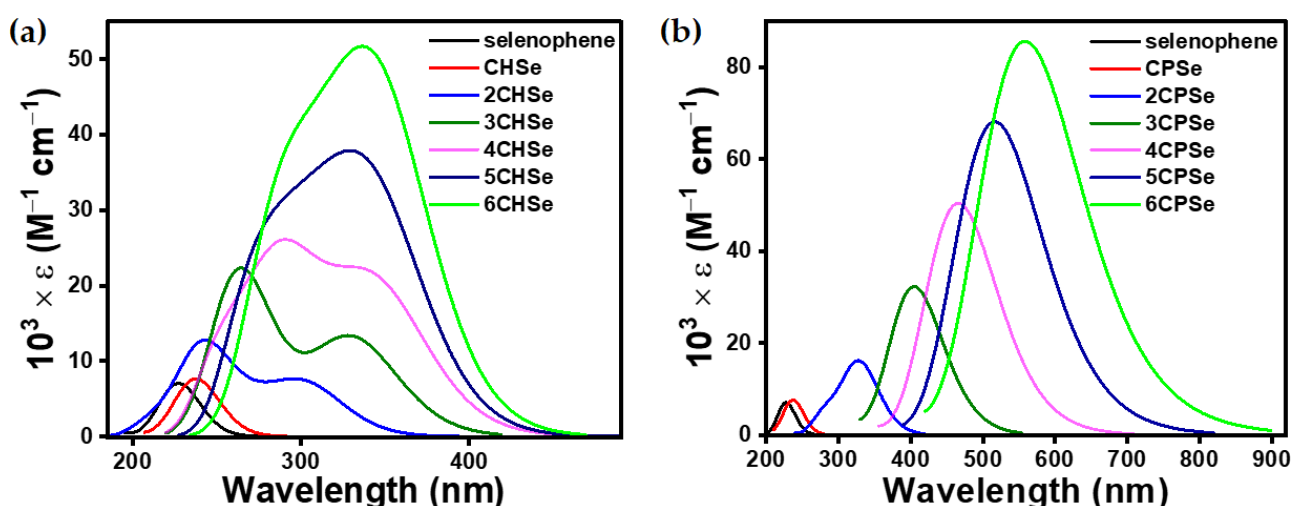 (a)
10³ × ε (M⁻¹ cm⁻¹)
50
40
30
20
10
0
selenophene
CHSe
2CHSe
3CHSe
4CHSe
5CHSe
6CHSe
200 300 400
Wavelength (nm)
(b)
10³ × ε (M⁻¹ cm⁻¹)
80
60
40
20
0
selenophene
CPSe
2CPSe
3CPSe
4CPSe
5CPSe
6CPSe
200 300 400 500 600 700 800 900
Wavelength (nm)